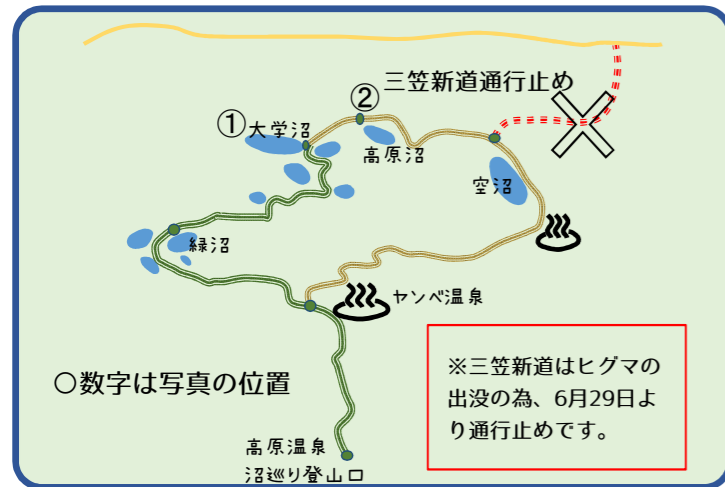 三笠新道通行止め
②
①大学沼
高原沼
空沼
緑沼
ヤンベ温泉
○数字は写真の位置
※三笠新道はヒグマの
出没の為、6月29日よ
り通行止めです。
高原温泉
沼巡り登山口